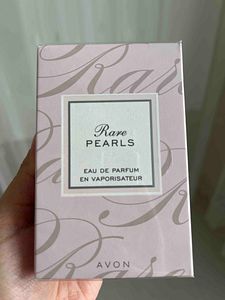 Rare
PEARLS
EAU DE PARFUM
EN VAPORISATEUR
AVON